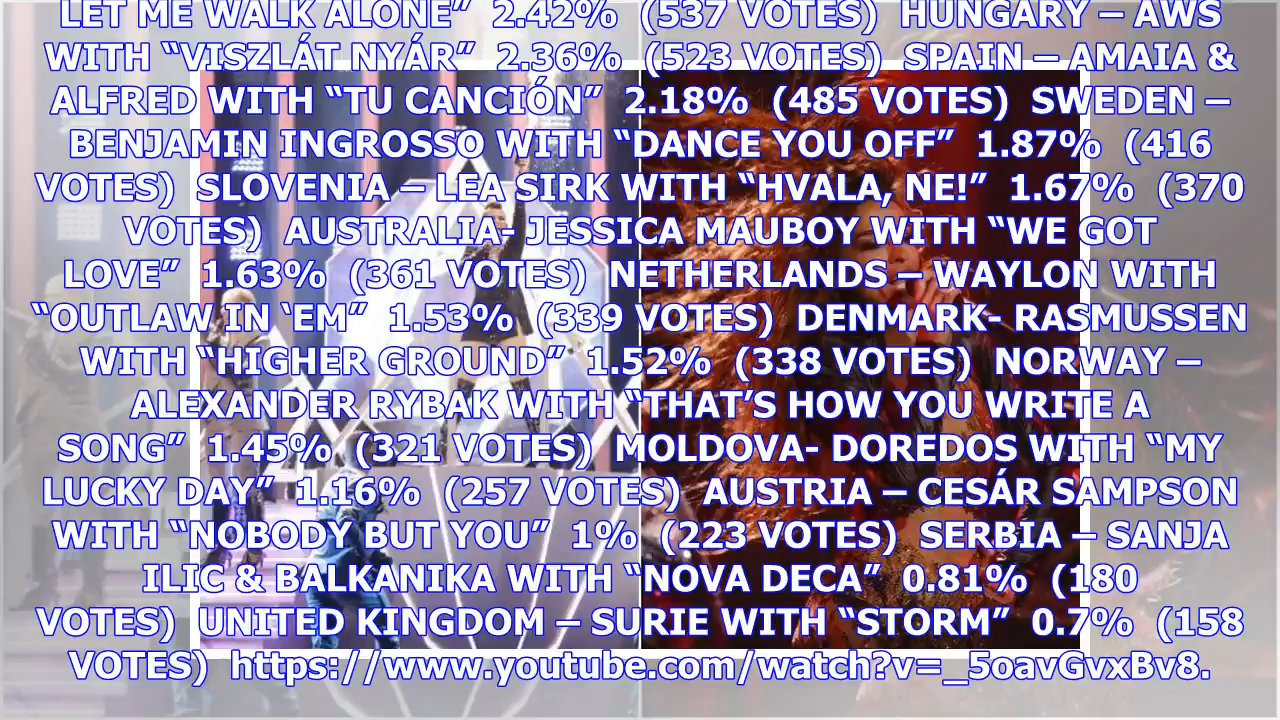 LET ME WALK ALONE” 2.42% (537 VOTES) HUNGARY – AWS
WITH “VISZLÁT NYÁR” 2.36% (523 VOTES) SPAIN – AMAIA &
ALFRED WITH “TU CANCIÓN” 2.18% (485 VOTES) SWEDEN –
BENJAMIN INGROSSO WITH “DANCE YOU OFF” 1.87% (416
VOTES) SLOVENIA – LEA SIRK WITH “HVALA, NE!” 1.67% (370
VOTES) AUSTRALIA- JESSICA MAUBOY WITH “WE GOT
LOVE” 1.63% (361 VOTES) NETHERLANDS – WAYLON WITH
“OUTLAW IN ‘EM” 1.53% (339 VOTES) DENMARK- RASMUSSEN
WITH “HIGHER GROUND” 1.52% (338 VOTES) NORWAY –
ALEXANDER RYBAK WITH “THAT’S HOW YOU WRITE A
SONG” 1.45% (321 VOTES) MOLDOVA- DOREDOS WITH “MY
LUCKY DAY” 1.16% (257 VOTES) AUSTRIA – CESÁR SAMPSON
WITH “NOBODY BUT YOU” 1% (223 VOTES) SERBIA – SANJA
ILIC & BALKANIKA WITH “NOVA DECA” 0.81% (180
VOTES) UNITED KINGDOM – SURIE WITH “STORM” 0.7% (158
VOTES) https://www.youtube.com/watch?v=_5oavGvxBv8.